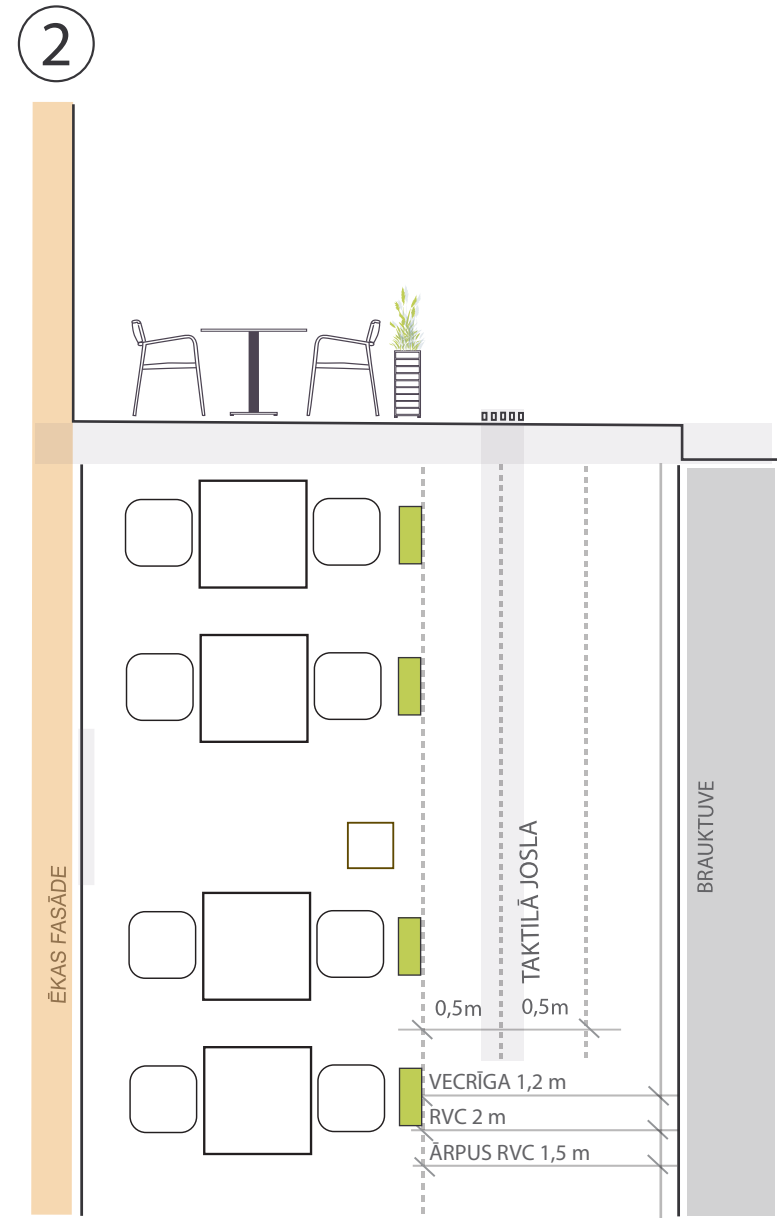 2
ĒKAS FASĀDE
TAKTILĀ JOSLA
BRAUKTUVE
0,5m
0,5m
VECRĪGA 1,2 m
RVC 2 m
ĀRPUS RVC 1,5 m